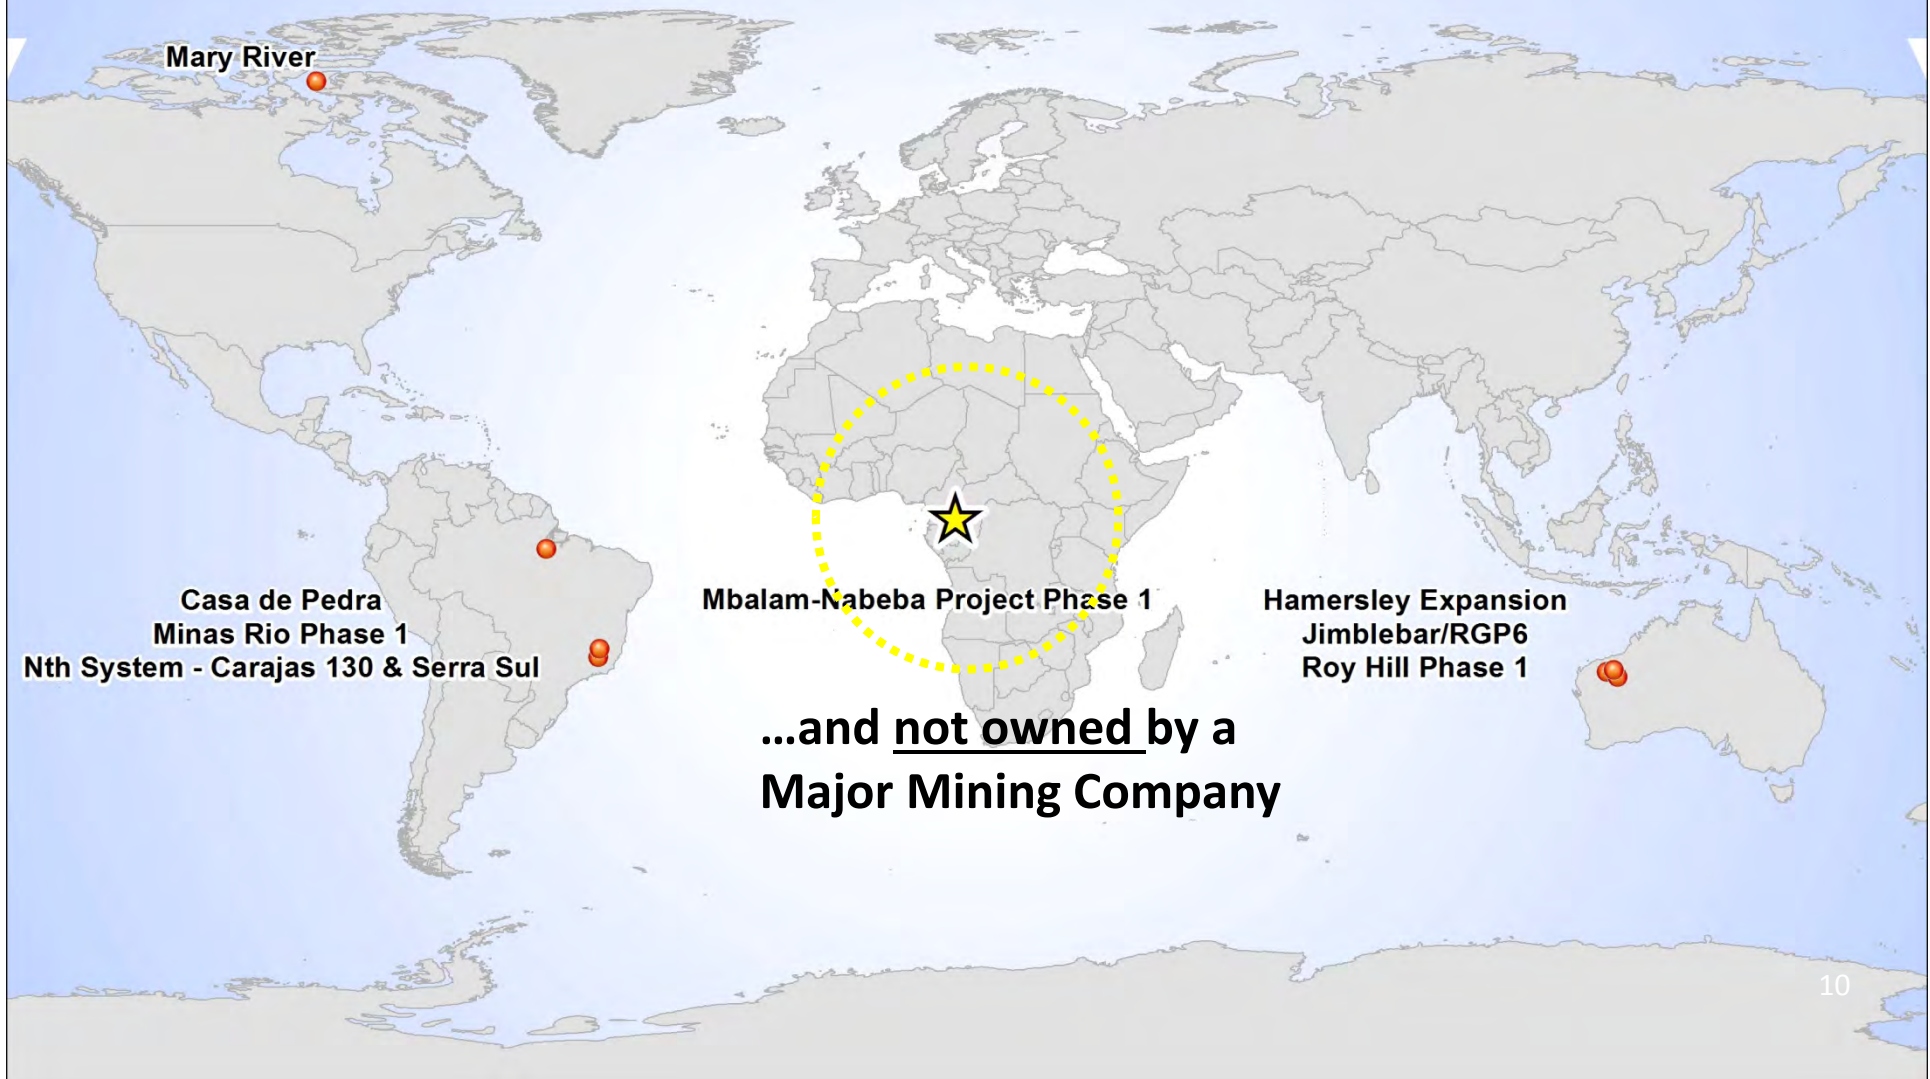 Mary River
Casa de Pedra
Minas Rio Phase 1
Nth System - Carajas 130 & Serra Sul
Mbalam-Nabeba Project Phase 1
Hamersley Expansion
Jimblebar/RGP6
Roy Hill Phase 1
...and not owned by a
Major Mining Company
10